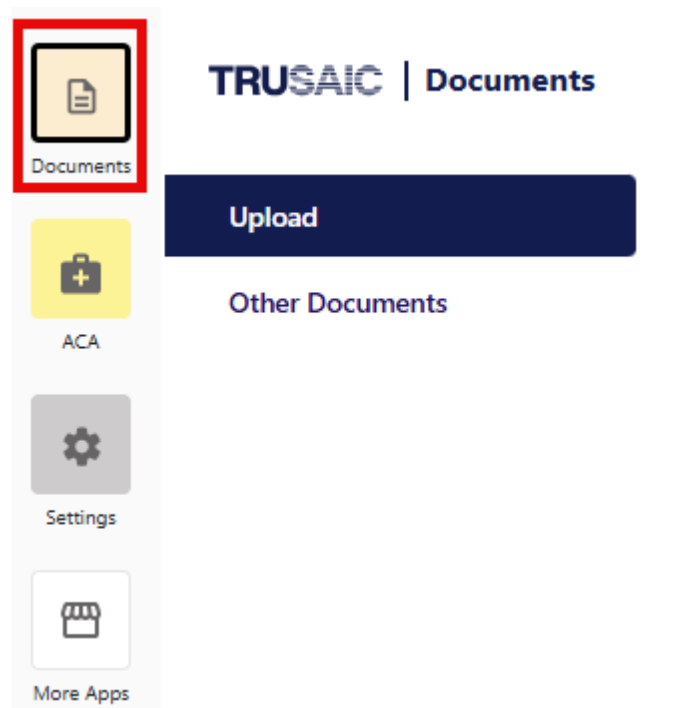 Documents
ACA
Settings
More Apps
TRUSAIC | Documents
Upload
Other Documents